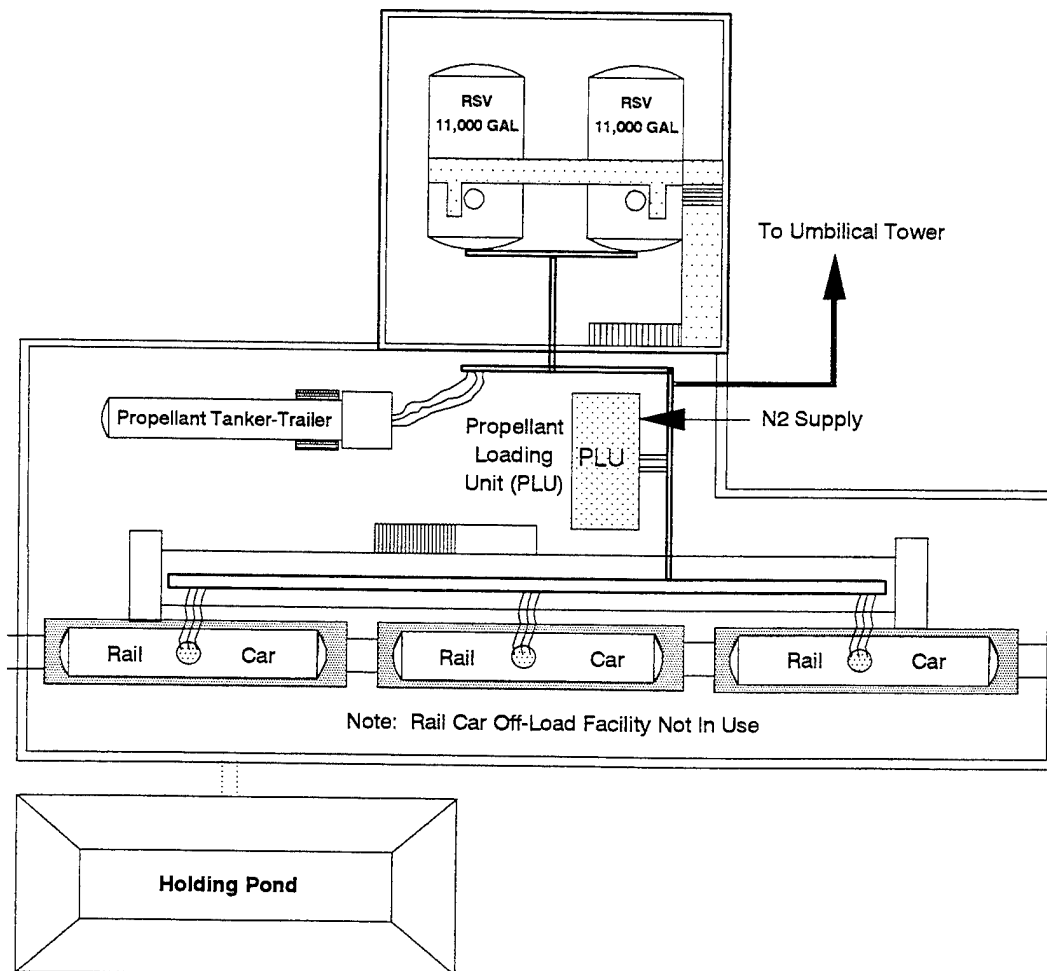 RSV
11,000 GAL
RSV
11,000 GAL
To Umbilical Tower
Propellant Tanker-Trailer
N2 Supply
Propellant
Loading
Unit (PLU)
PLU
Rail Car
Rail Car
Rail Car
Note: Rail Car Off-Load Facility Not In Use
Holding Pond